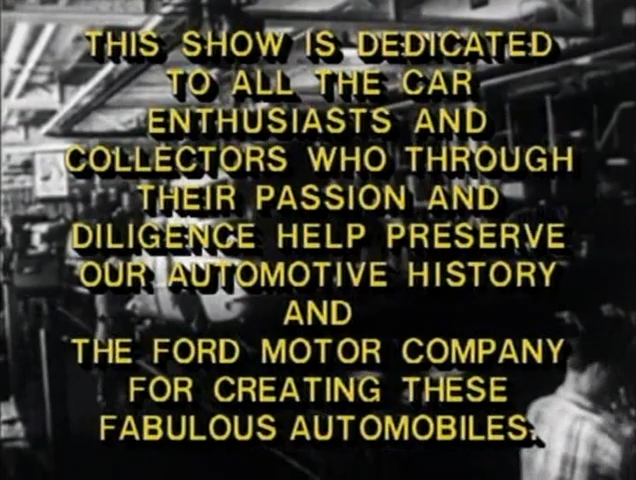 THIS SHOW IS DEDICATED
TO ALL THE CAR
ENTHUSIASTS AND
COLLECTORS WHO THROUGH
THEIR PASSION AND
DILIGENCE HELP PRESERVE
OUR AUTOMOTIVE HISTORY
AND
THE FORD MOTOR COMPANY
FOR CREATING THESE
FABULOUS AUTOMOBILES.